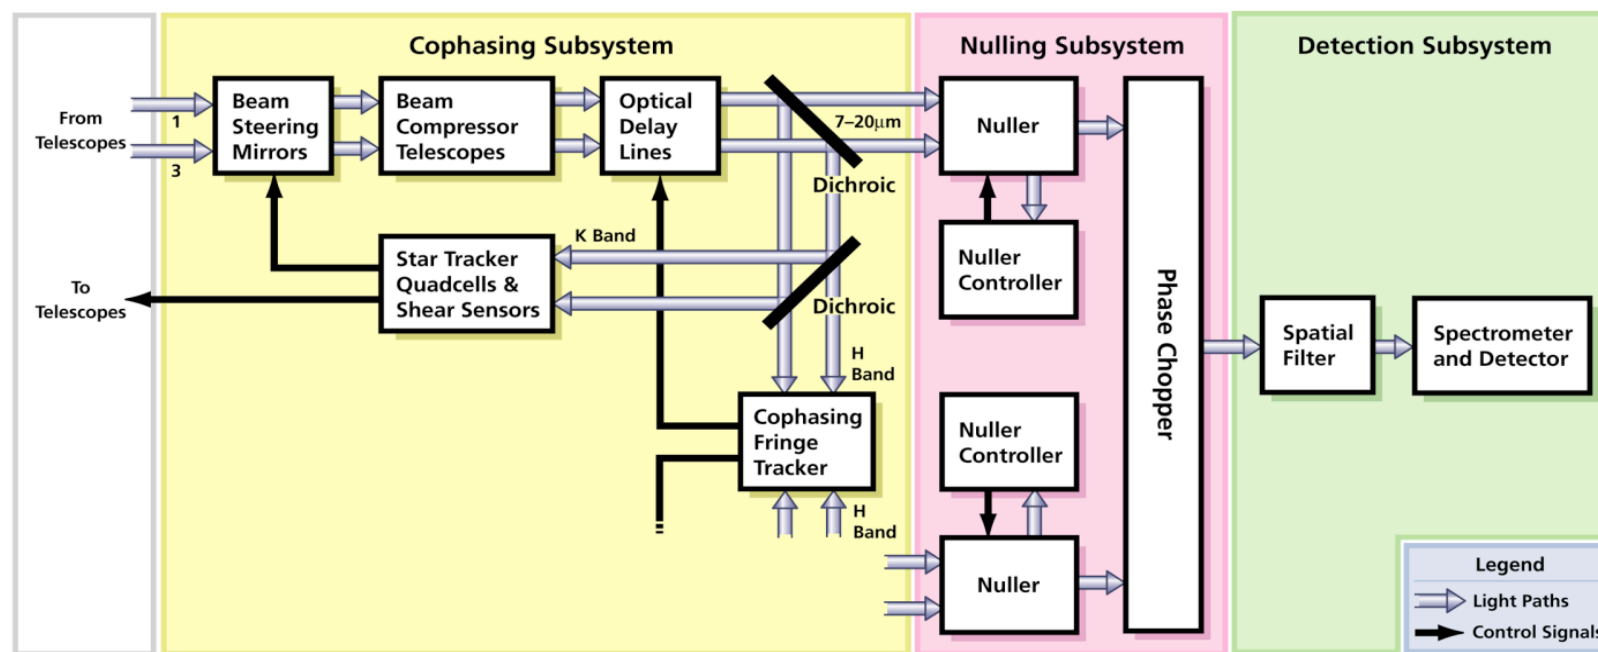 Cophasing Subsystem
Nulling Subsystem
Detection Subsystem
From
Telescopes
1
3
Beam
Steering
Mirrors
Beam
Compressor
Telescopes
Optical
Delay
Lines
7–20µm
Dichroic
Nuller
Nuller
Controller
K Band
Star Tracker
Quadcells &
Shear Sensors
To
Telescopes
Dichroic
H
Band
Cophasing
Fringe
Tracker
H
Band
Nuller
Controller
Nuller
Phase Chopper
Spatial
Filter
Spectrometer
and Detector
Legend
Light Paths
Control Signals